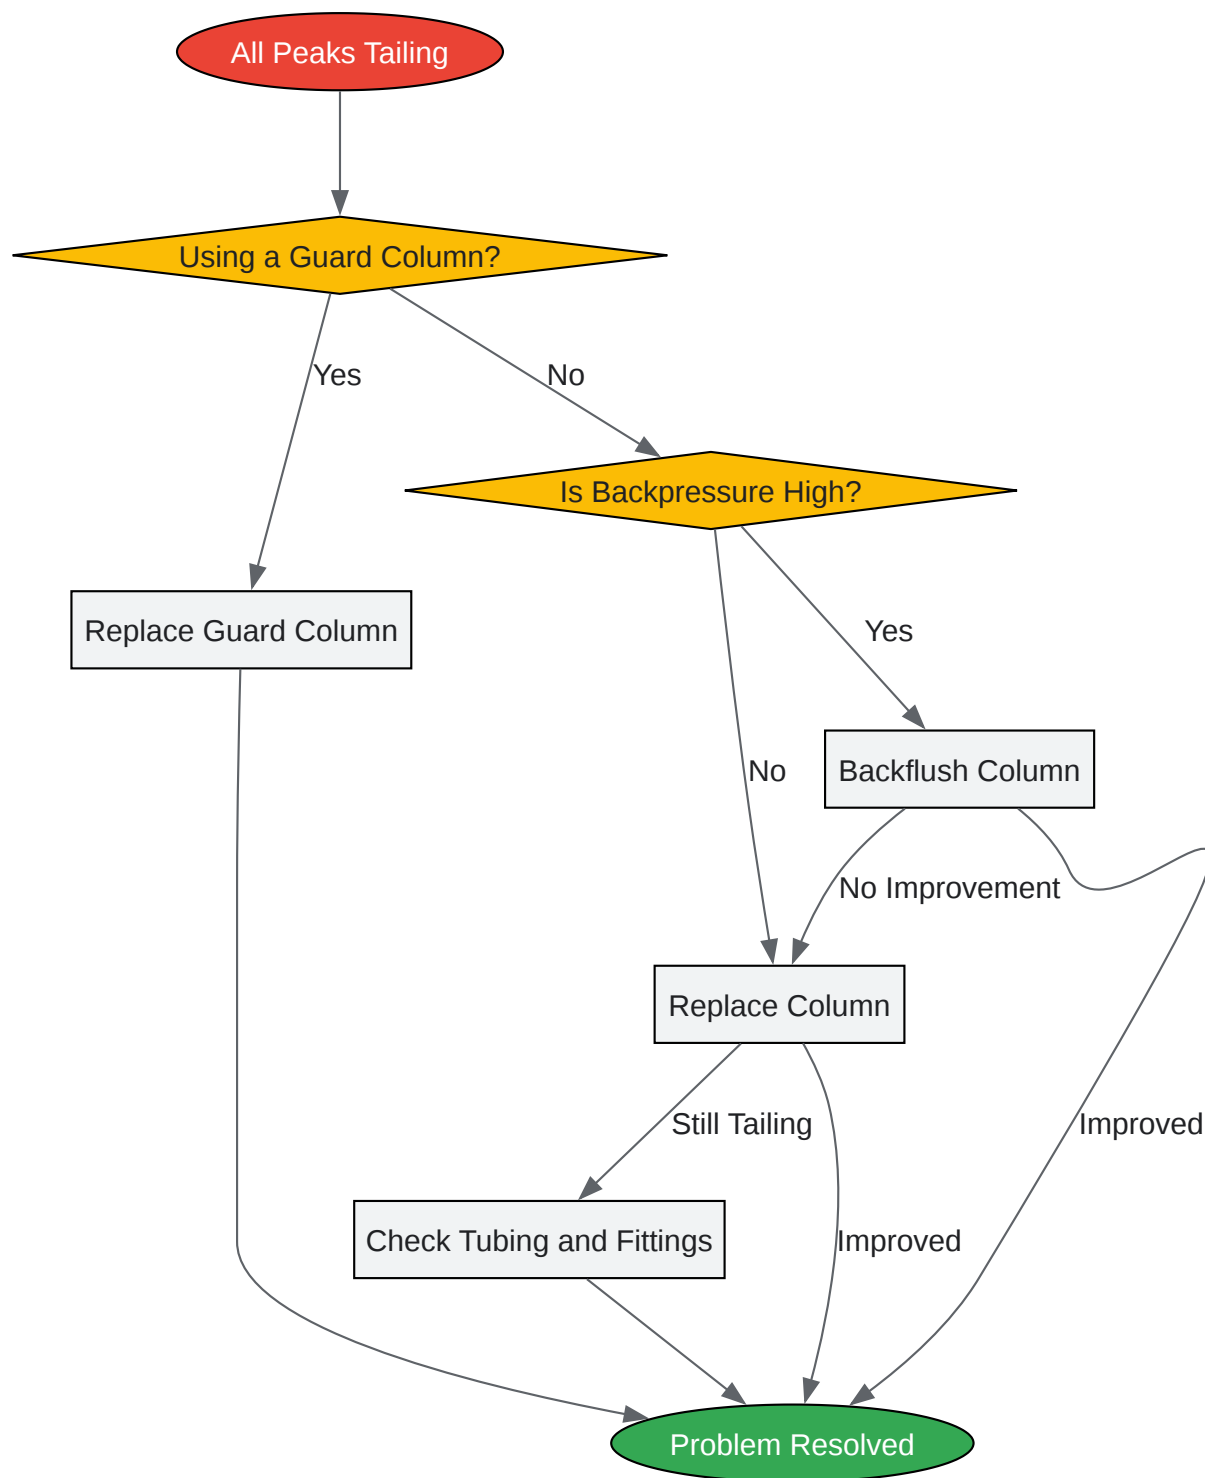 All Peaks Tailing
Using a Guard Column?
Yes
No
Is Backpressure High?
Replace Guard Column
Yes
No
Backflush Column
No Improvement
Replace Column
Still Tailing
Improved
Check Tubing and Fittings
Improved
Problem Resolved